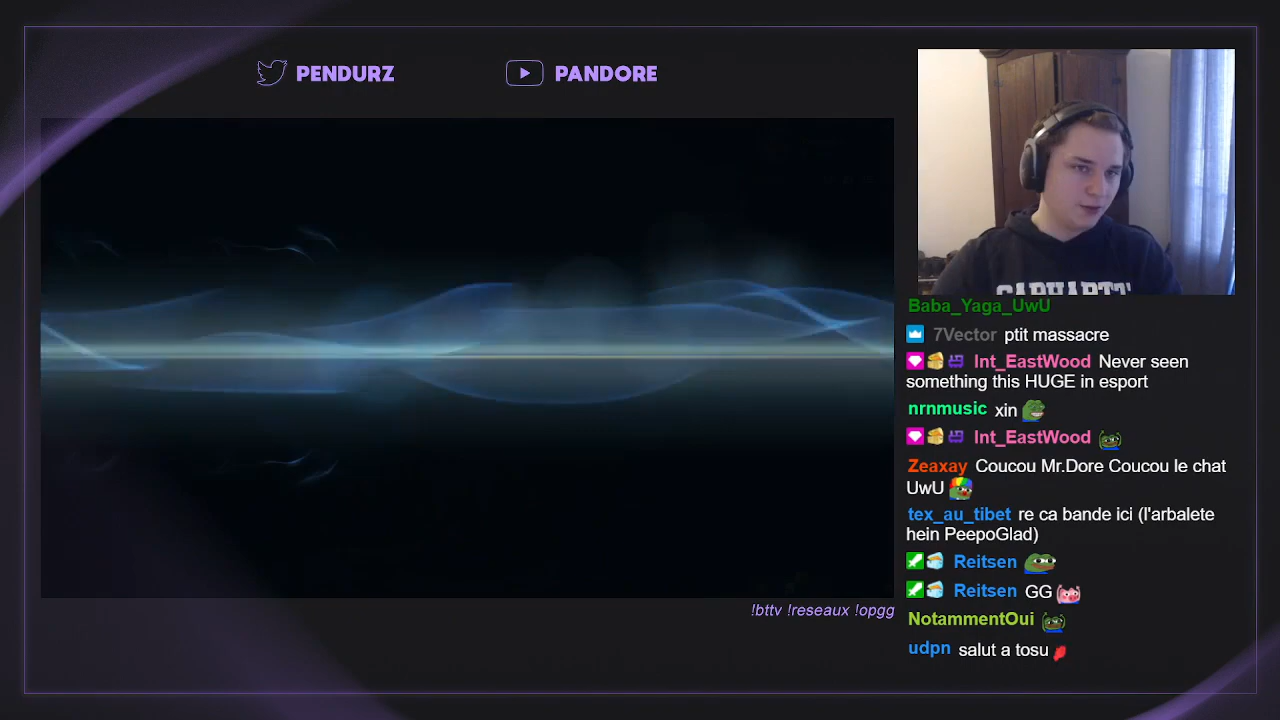 PENDURZ
PANDORE
CARHARTT
Baba_Yaga_UwU
7Vector ptit massacre
Int_EastWood Never seen
something this HUGE in esport
nrnmusic xin
Int_EastWood
Zeaxay Coucou Mr.Dore Coucou le chat
UwU
tex_au_tibet re ca bande ici (l'arbalete
hein PeepoGlad)
Reitsen
Reitsen GG
NotammentOui
udpn salut a tosu
!bttv !reseaux !opgg